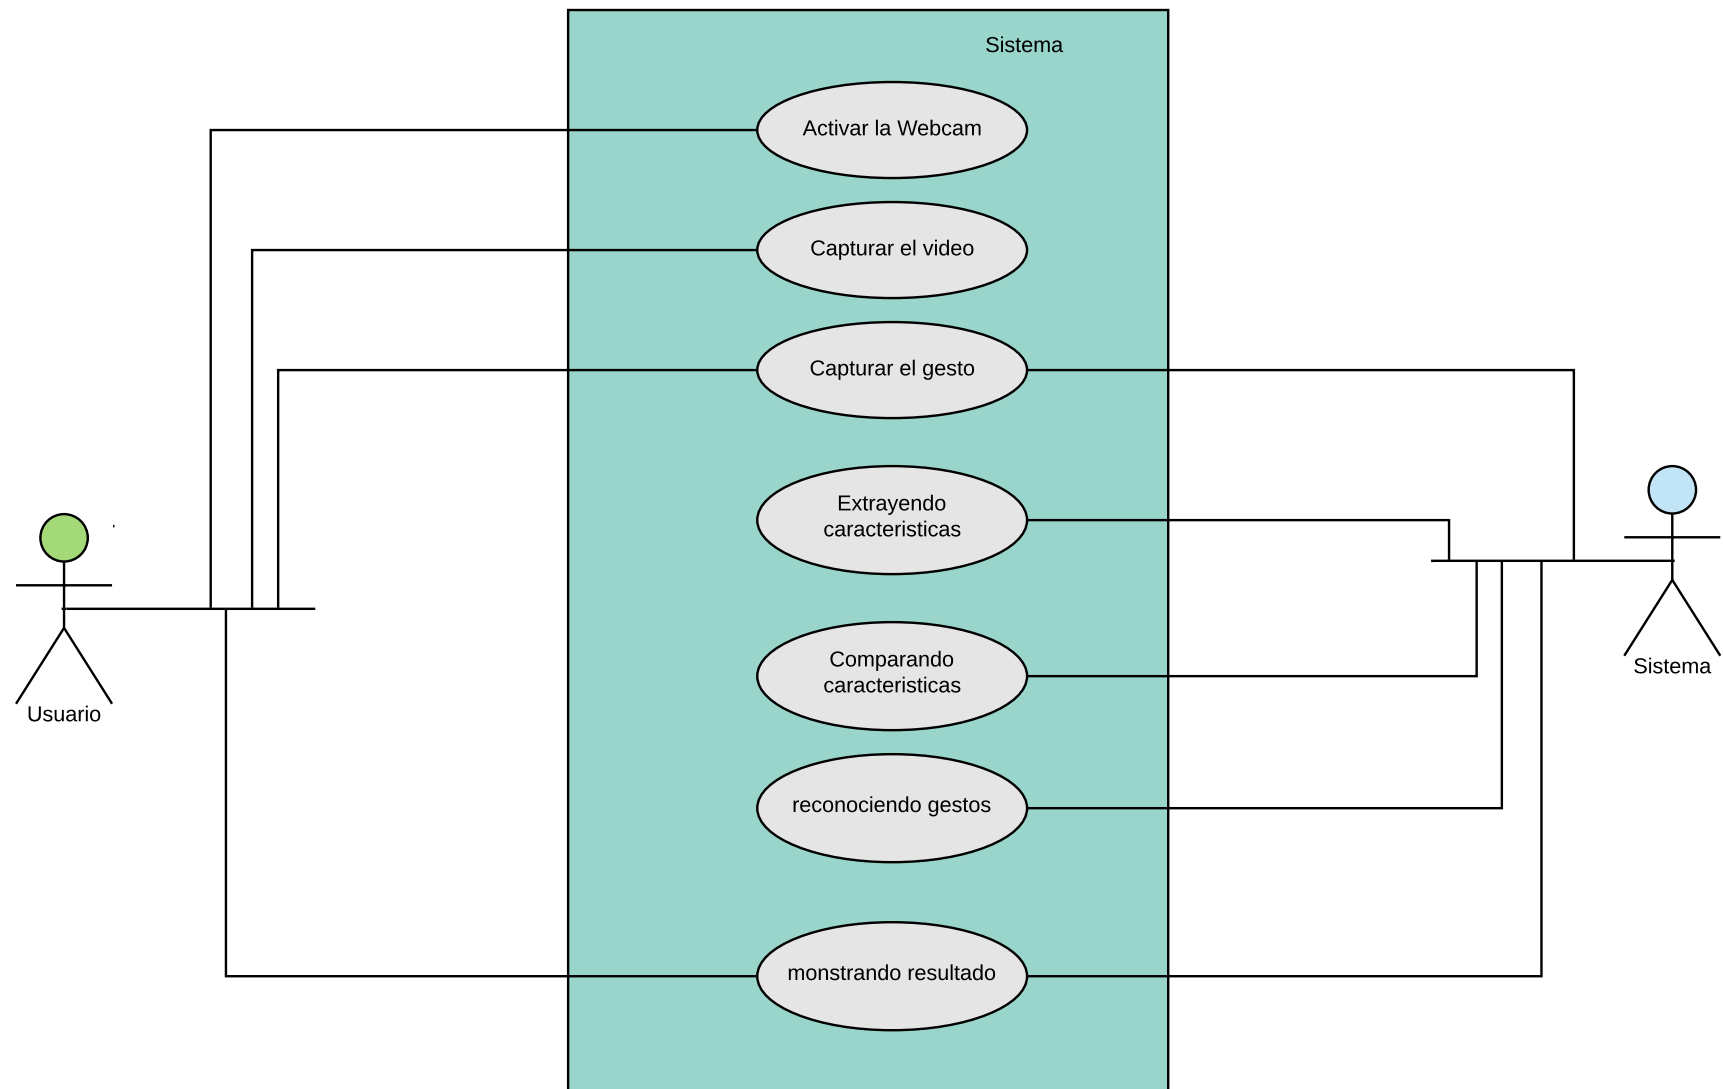 Sistema
Activar la Webcam
Capturar el video
Capturar el gesto
Extrayendo
caracteristicas
Comparando
caracteristicas
reconociendo gestos
monstrando resultado
Usuario
Sistema